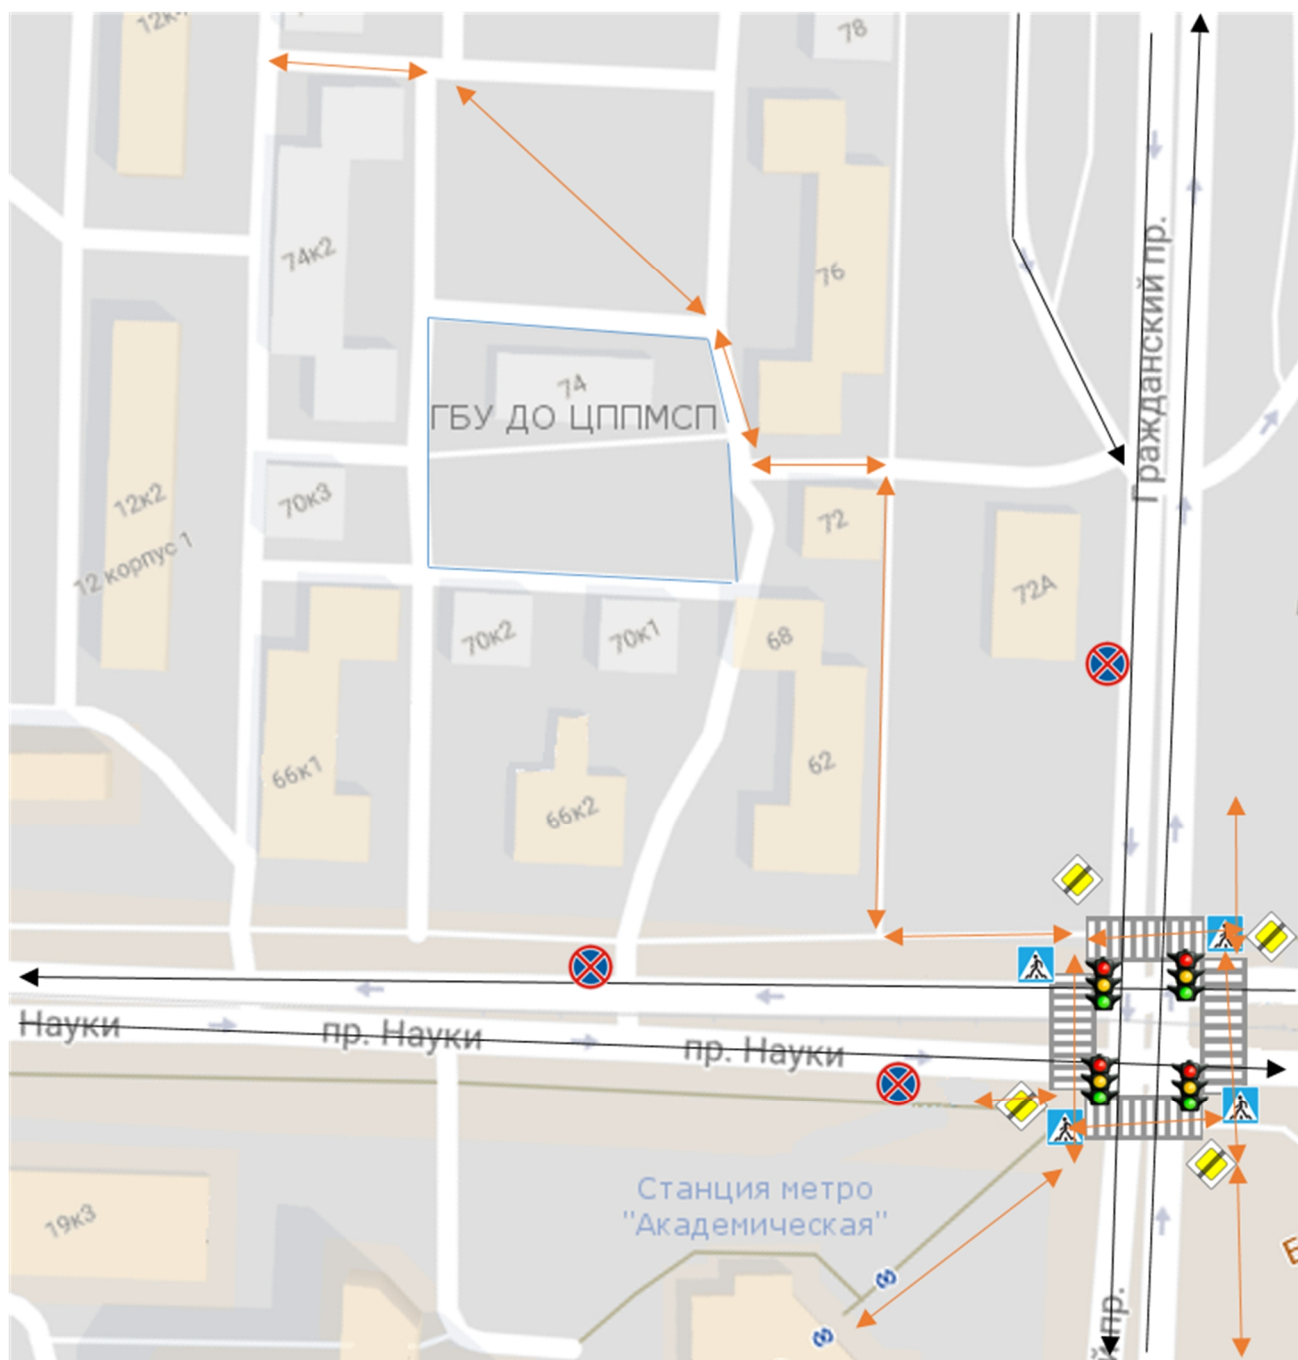 78
74к2
76
Гражданский пр.
74
ГБУ ДО ЦППМСП
12к2
12 корпус 1
70к3
72
72А
70к2
70к1
68
66к1
66к2
62
Науки
пр. Науки
пр. Науки
Станция метро
"Академическая"
19к3
й пр.